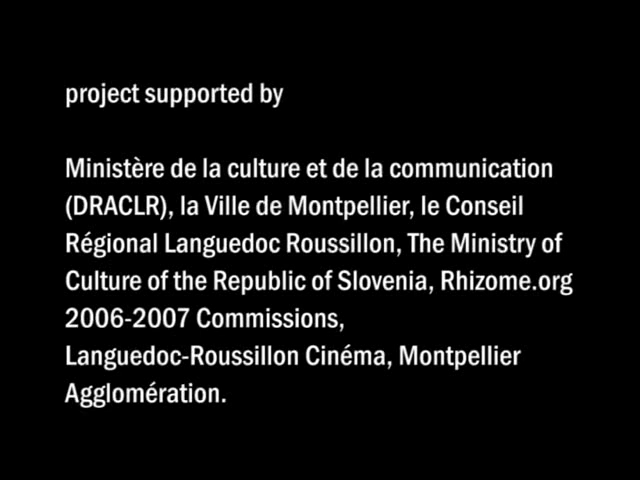 project supported by
Ministère de la culture et de la communication
(DRACLR), la Ville de Montpellier, le Conseil
Régional Languedoc Roussillon, The Ministry of
Culture of the Republic of Slovenia, Rhizome.org
2006-2007 Commissions,
Languedoc-Roussillon Cinéma, Montpellier
Agglomération.